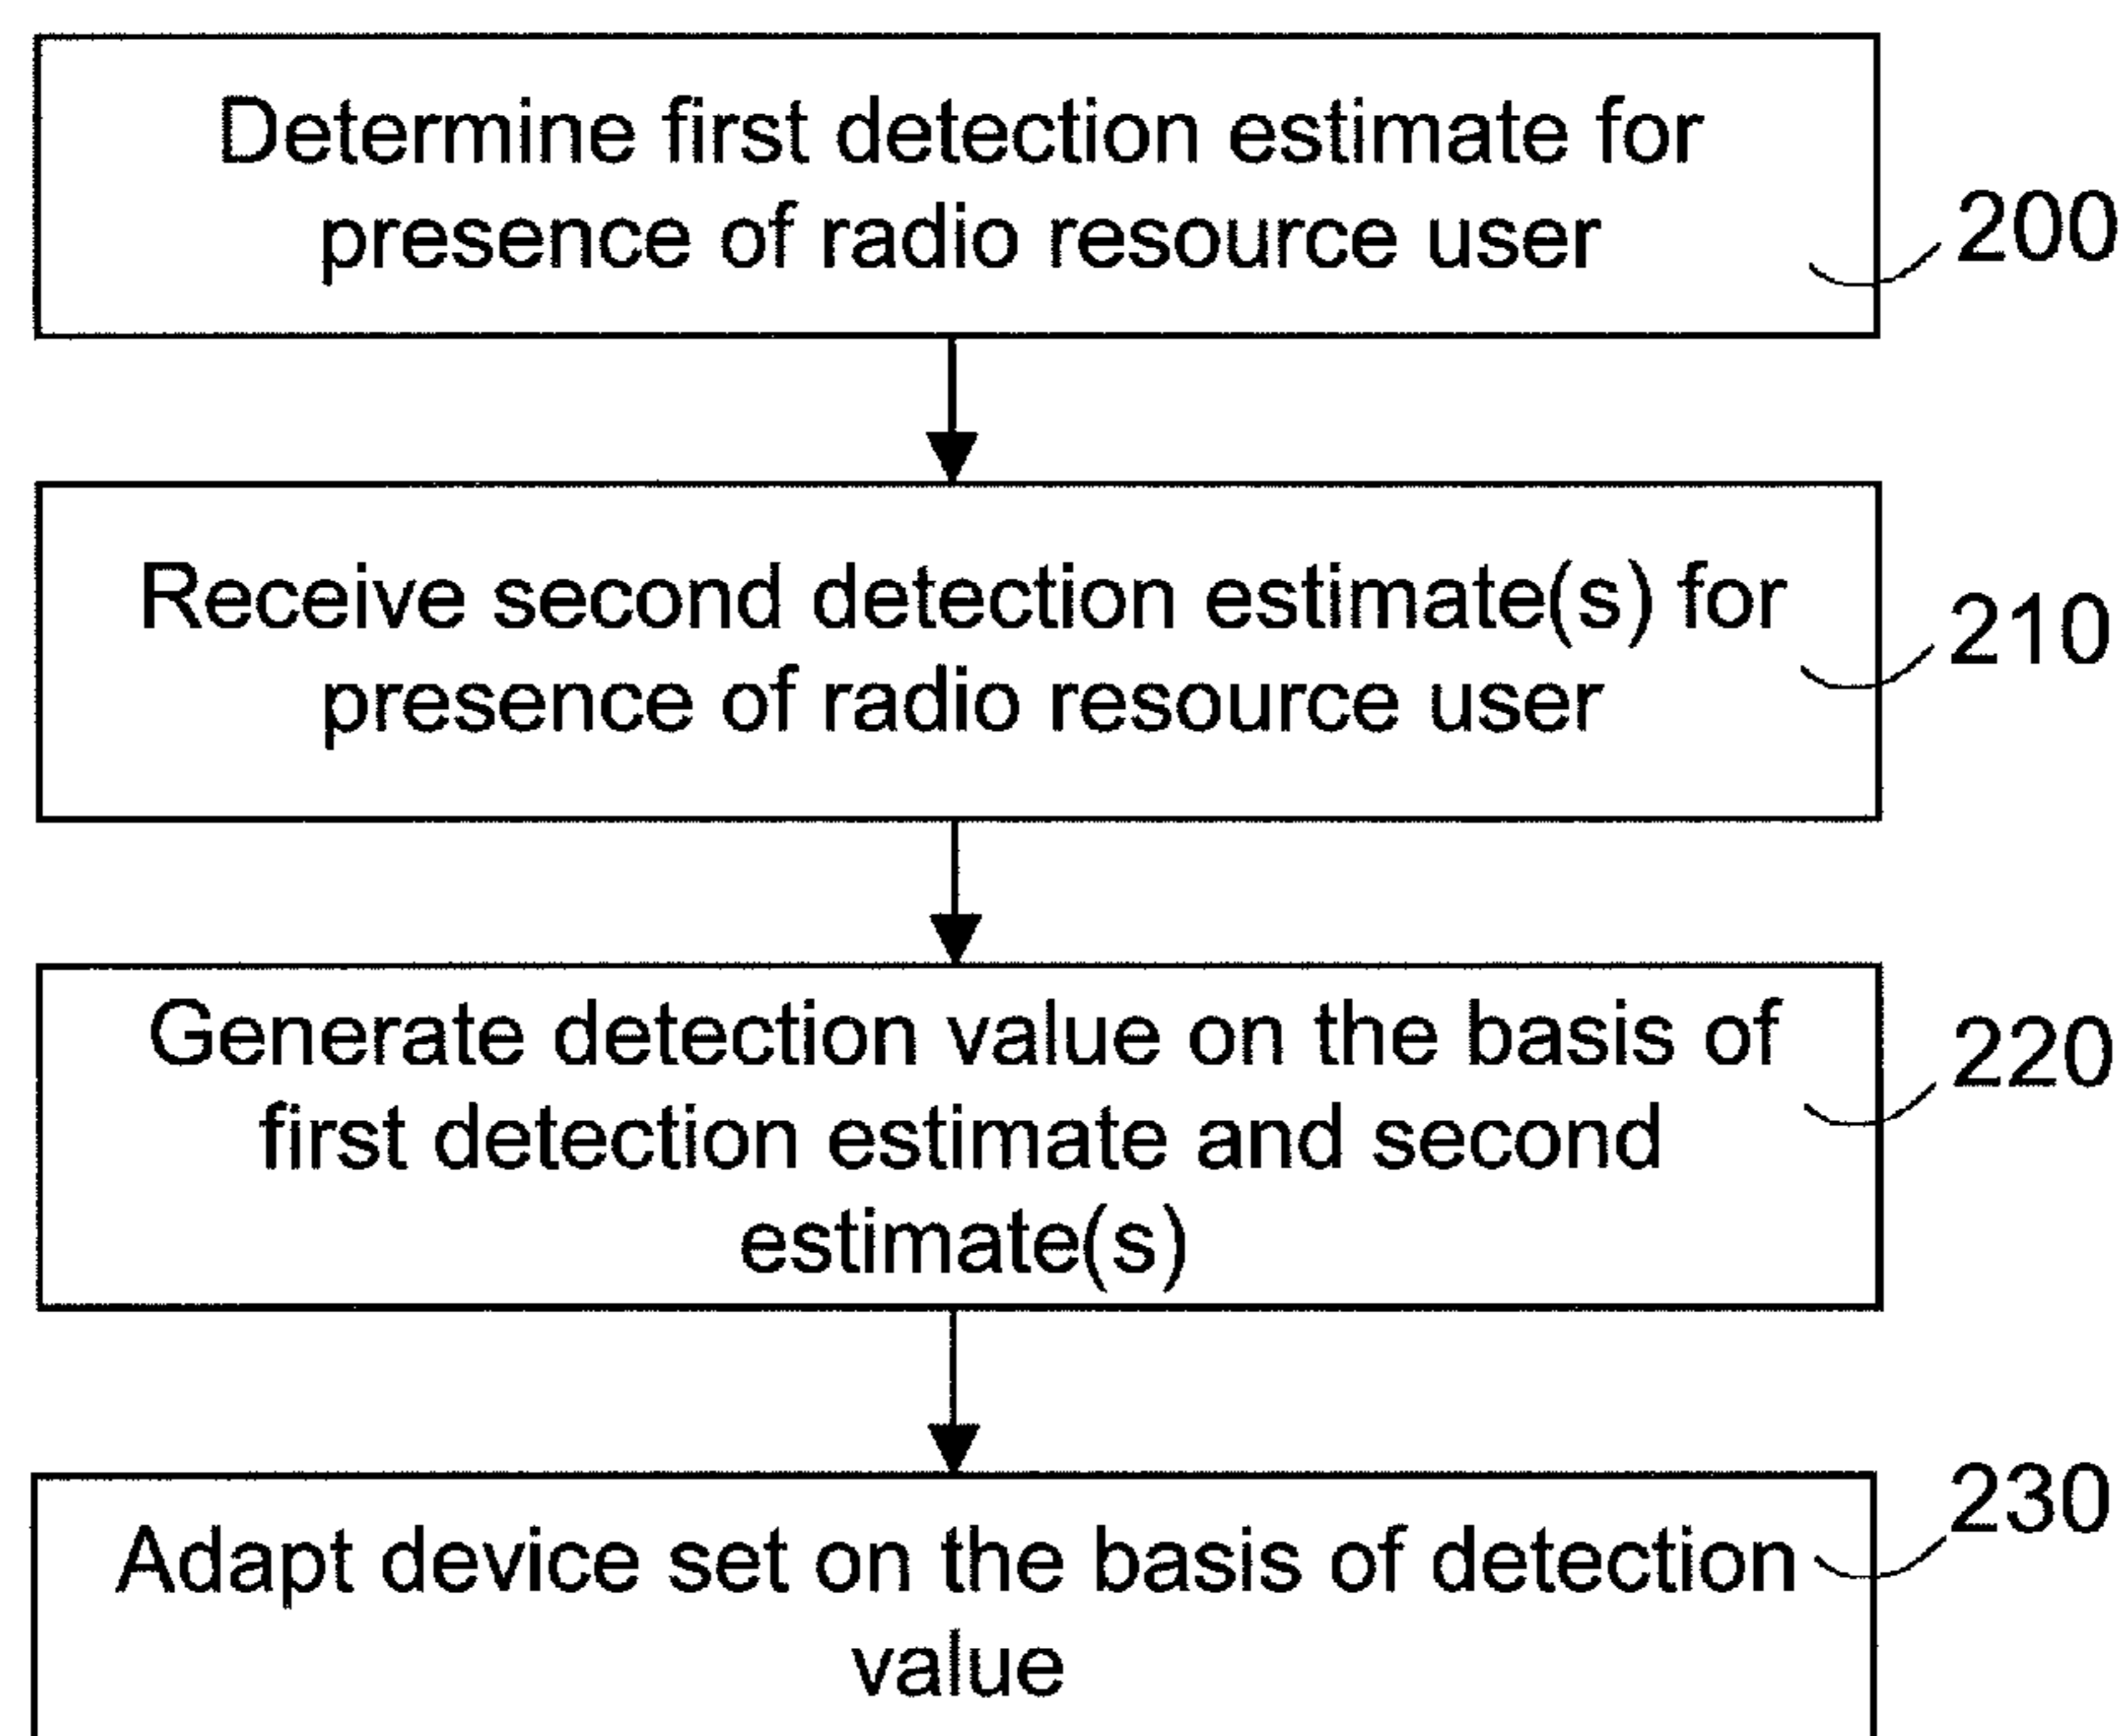 Determine first detection estimate for
presence of radio resource user
200
Receive second detection estimate(s) for
presence of radio resource user
210
Generate detection value on the basis of
first detection estimate and second
estimate(s)
220
Adapt device set on the basis of detection
value
230